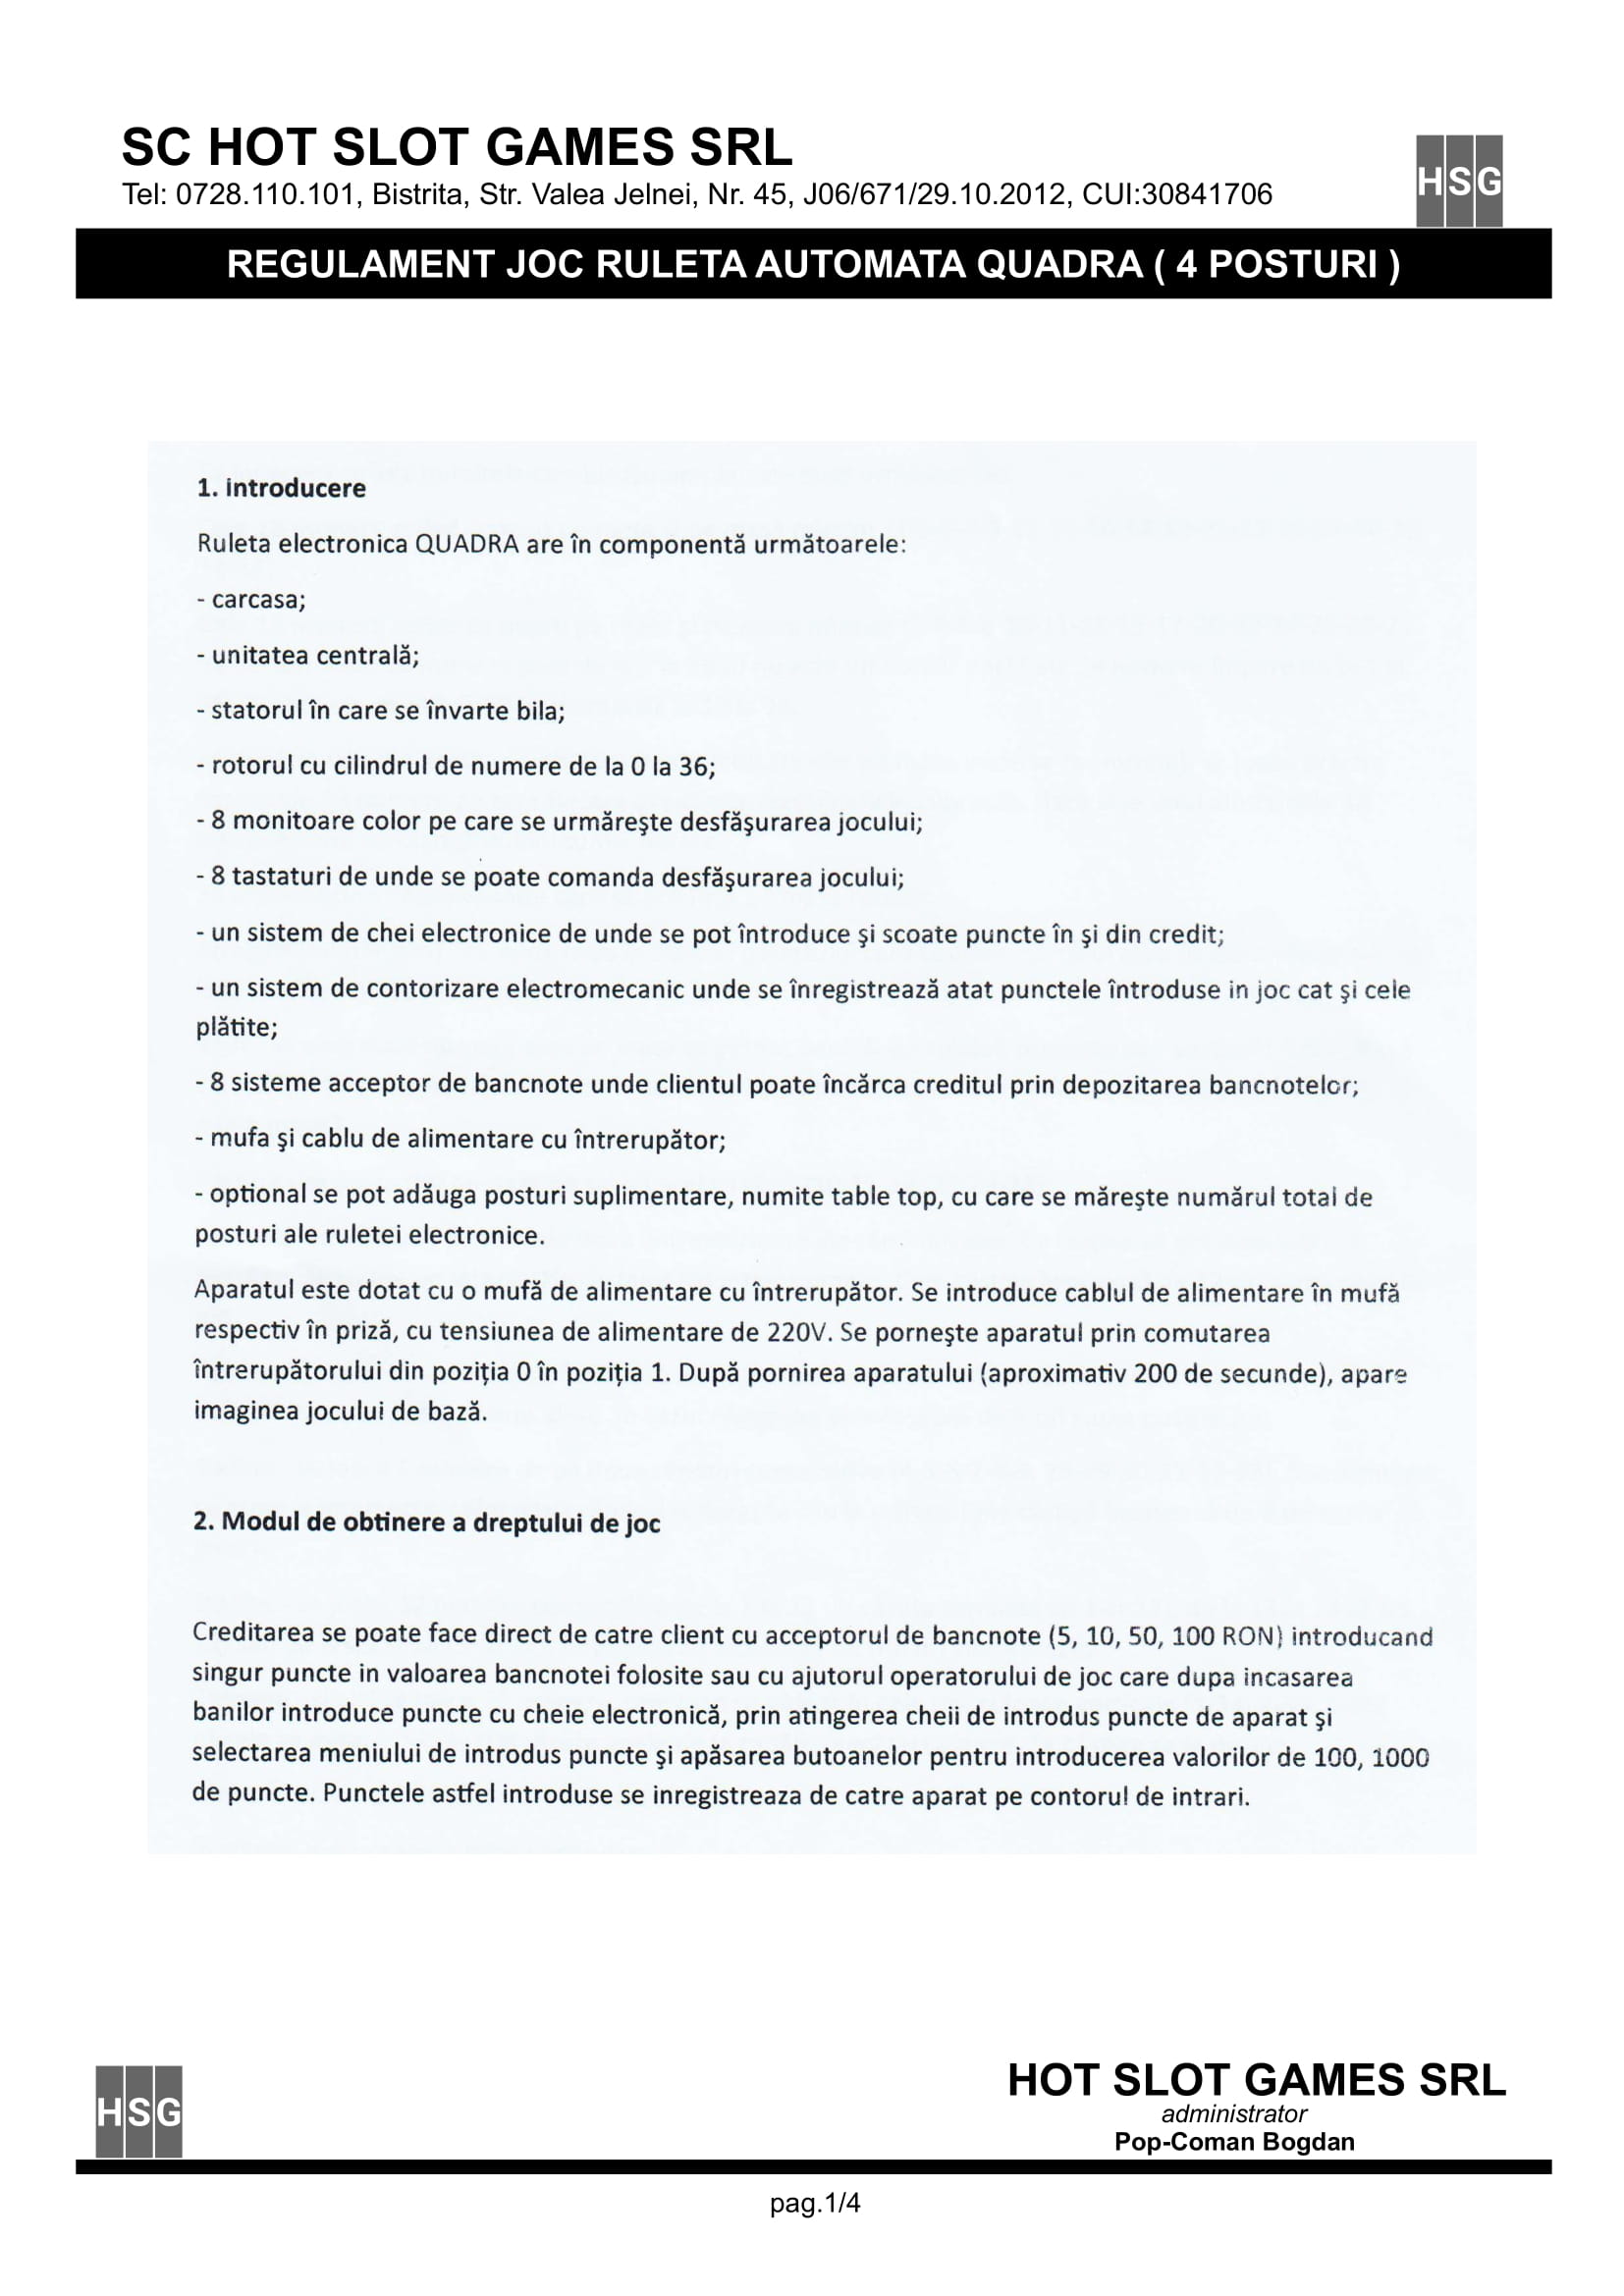 SC HOT SLOT GAMES SRL
Tel: 0728.110.101, Bistrita, Str. Valea Jelnei, Nr. 45, J06/671/29.10.2012, CUI:30841706
HSG
REGULAMENT JOC RULETA AUTOMATA QUADRA ( 4 POSTURI )
1. introducere
Ruleta electronica QUADRA are în componentă următoarele:
- carcasa;
- unitatea centrală;
- statorul în care se învarte bila;
- rotorul cu cilindrul de numere de la 0 la 36;
- 8 monitoare color pe care se urmăreşte desfăşurarea jocului;
- 8 tastaturi de unde se poate comanda desfăşurarea jocului;
- un sistem de chei electronice de unde se pot întroduce şi scoate puncte în şi din credit;
- un sistem de contorizare electromecanic unde se înregistrează atat punctele întroduse in joc cat şi cele
plătite;
- 8 sisteme acceptor de bancnote unde clientul poate încărca creditul prin depozitarea bancnotelor;
- mufa şi cablu de alimentare cu întrerupător;
- optional se pot adăuga posturi suplimentare, numite table top, cu care se măreşte numărul total de
posturi ale ruletei electronice.
Aparatul este dotat cu o mufă de alimentare cu întrerupător. Se introduce cablul de alimentare în mufă
respectiv în priză, cu tensiunea de alimentare de 220V. Se porneşte aparatul prin comutarea
întrerupătorului din poziția 0 în poziția 1. După pornirea aparatului (aproximativ 200 de secunde), apare
imaginea jocului de bază.
2. Modul de obtinere a dreptului de joc
Creditarea se poate face direct de catre client cu acceptorul de bancnote (5, 10, 50, 100 RON) introducand
singur puncte in valoarea bancnotei folosite sau cu ajutorul operatorului de joc care dupa incasarea
banilor introduce puncte cu cheie electronică, prin atingerea cheii de introdus puncte de aparat şi
selectarea meniului de introdus puncte şi apăsarea butoanelor pentru introducerea valorilor de 100, 1000
de puncte. Punctele astfel introduse se inregistreaza de catre aparat pe contorul de intrari.
HSG
HOT SLOT GAMES SRL
administrator
Pop-Coman Bogdan
pag.1/4